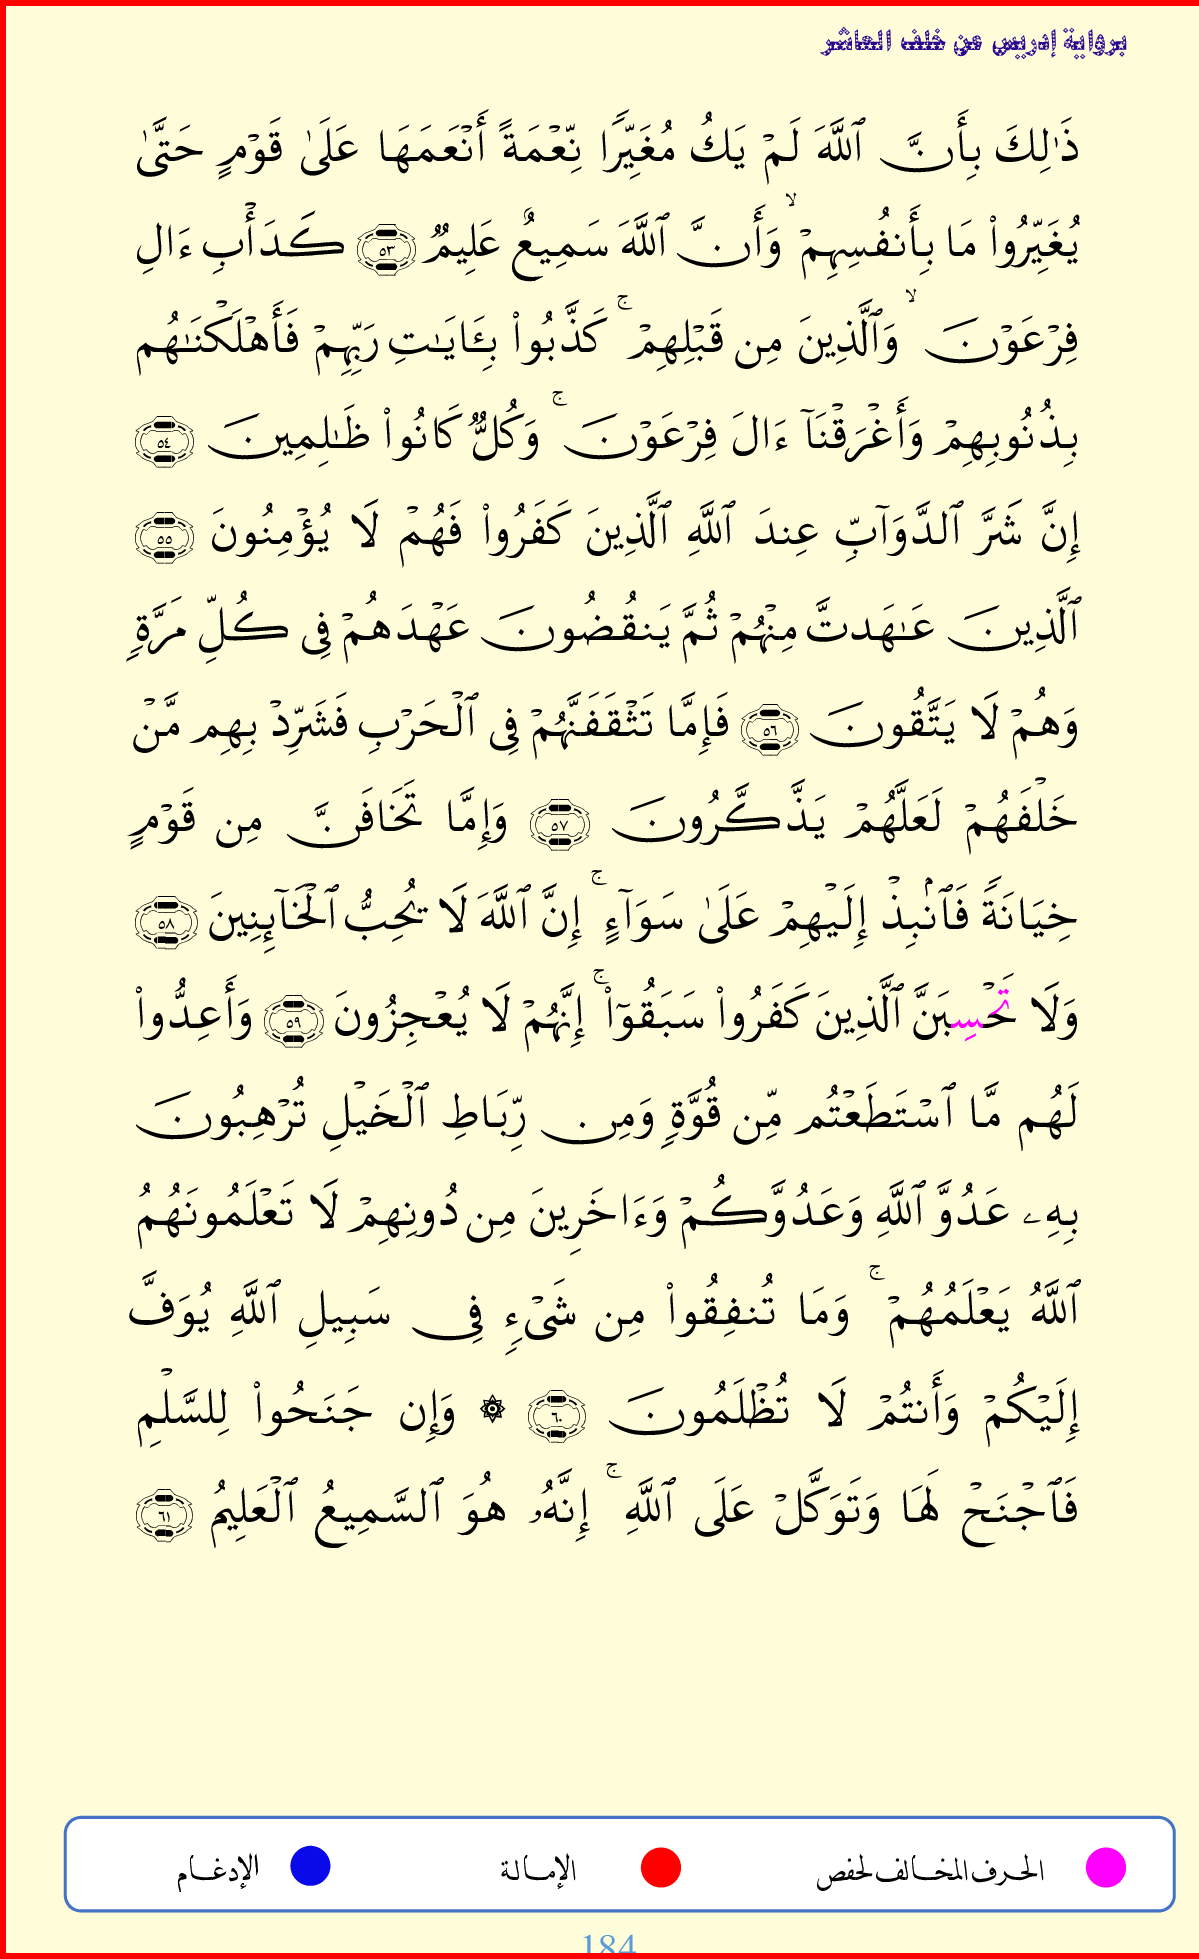 برواية إدريس عن خلف العاشر
ذَٰلِكَ بِأَنَّ ٱللَّهَ لَمْ يَكُ مُغَيِّرًا نِّعْمَةً أَنْعَمَهَا عَلَىٰ قَوْمٍ حَتَّىٰ
يُغَيِّرُوا۟ مَا بِأَنفُسِهِمْ ۙ وَأَنَّ ٱللَّهَ سَمِيعٌ عَلِيمٌ ٥٣ كَدَأْبِ ءَالِ
فِرْعَوْنَ ۙ وَٱلَّذِينَ مِن قَبْلِهِمْ ۚ كَذَّبُوا۟ بِـَٔايَـٰتِ رَبِّهِمْ فَأَهْلَكْنَـٰهُم
بِذُنُوبِهِمْ وَأَغْرَقْنَآ ءَالَ فِرْعَوْنَ ۚ وَكُلٌّ كَانُوا۟ ظَـٰلِمِينَ ٥٤
إِنَّ شَرَّ ٱلدَّوَآبِّ عِندَ ٱللَّهِ ٱلَّذِينَ كَفَرُوا۟ فَهُمْ لَا يُؤْمِنُونَ ٥٥
ٱلَّذِينَ عَـٰهَدتَّ مِنْهُمْ ثُمَّ يَنقُضُونَ عَهْدَهُمْ فِى كُلِّ مَرَّةٍ
وَهُمْ لَا يَتَّقُونَ ٥٦ فَإِمَّا تَثْقَفَنَّهُمْ فِى ٱلْحَرْبِ فَشَرِّدْ بِهِم مَّنْ
خَلْفَهُمْ لَعَلَّهُمْ يَذَّكَّرُونَ ٥٧ وَإِمَّا تَخَافَنَّ مِن قَوْمٍ
خِيَانَةً فَٱنۢبِذْ إِلَيْهِمْ عَلَىٰ سَوَآءٍ ۚ إِنَّ ٱللَّهَ لَا يُحِبُّ ٱلْخَآئِنِينَ ٥٨
وَلَا تَحْسِبَنَّ ٱلَّذِينَ كَفَرُوا۟ سَبَقُوٓا۟ ۚ إِنَّهُمْ لَا يُعْجِزُونَ ٥٩ وَأَعِدُّوا۟
لَهُم مَّا ٱسْتَطَعْتُم مِّن قُوَّةٍ وَمِن رِّبَاطِ ٱلْخَيْلِ تُرْهِبُونَ
بِهِۦ عَدُوَّ ٱللَّهِ وَعَدُوَّكُمْ وَءَاخَرِينَ مِن دُونِهِمْ لَا تَعْلَمُونَهُمُ
ٱللَّهُ يَعْلَمُهُمْ ۚ وَمَا تُنفِقُوا۟ مِن شَىْءٍ فِى سَبِيلِ ٱللَّهِ يُوَفَّ
إِلَيْكُمْ وَأَنتُمْ لَا تُظْلَمُونَ ٦٠ ۞ وَإِن جَنَحُوا۟ لِلسَّلْمِ
فَٱجْنَحْ لَهَا وَتَوَكَّلْ عَلَى ٱللَّهِ ۚ إِنَّهُۥ هُوَ ٱلسَّمِيعُ ٱلْعَلِيمُ ٦١
الحرف المخالف لحفص الإمالة الإدغام
184